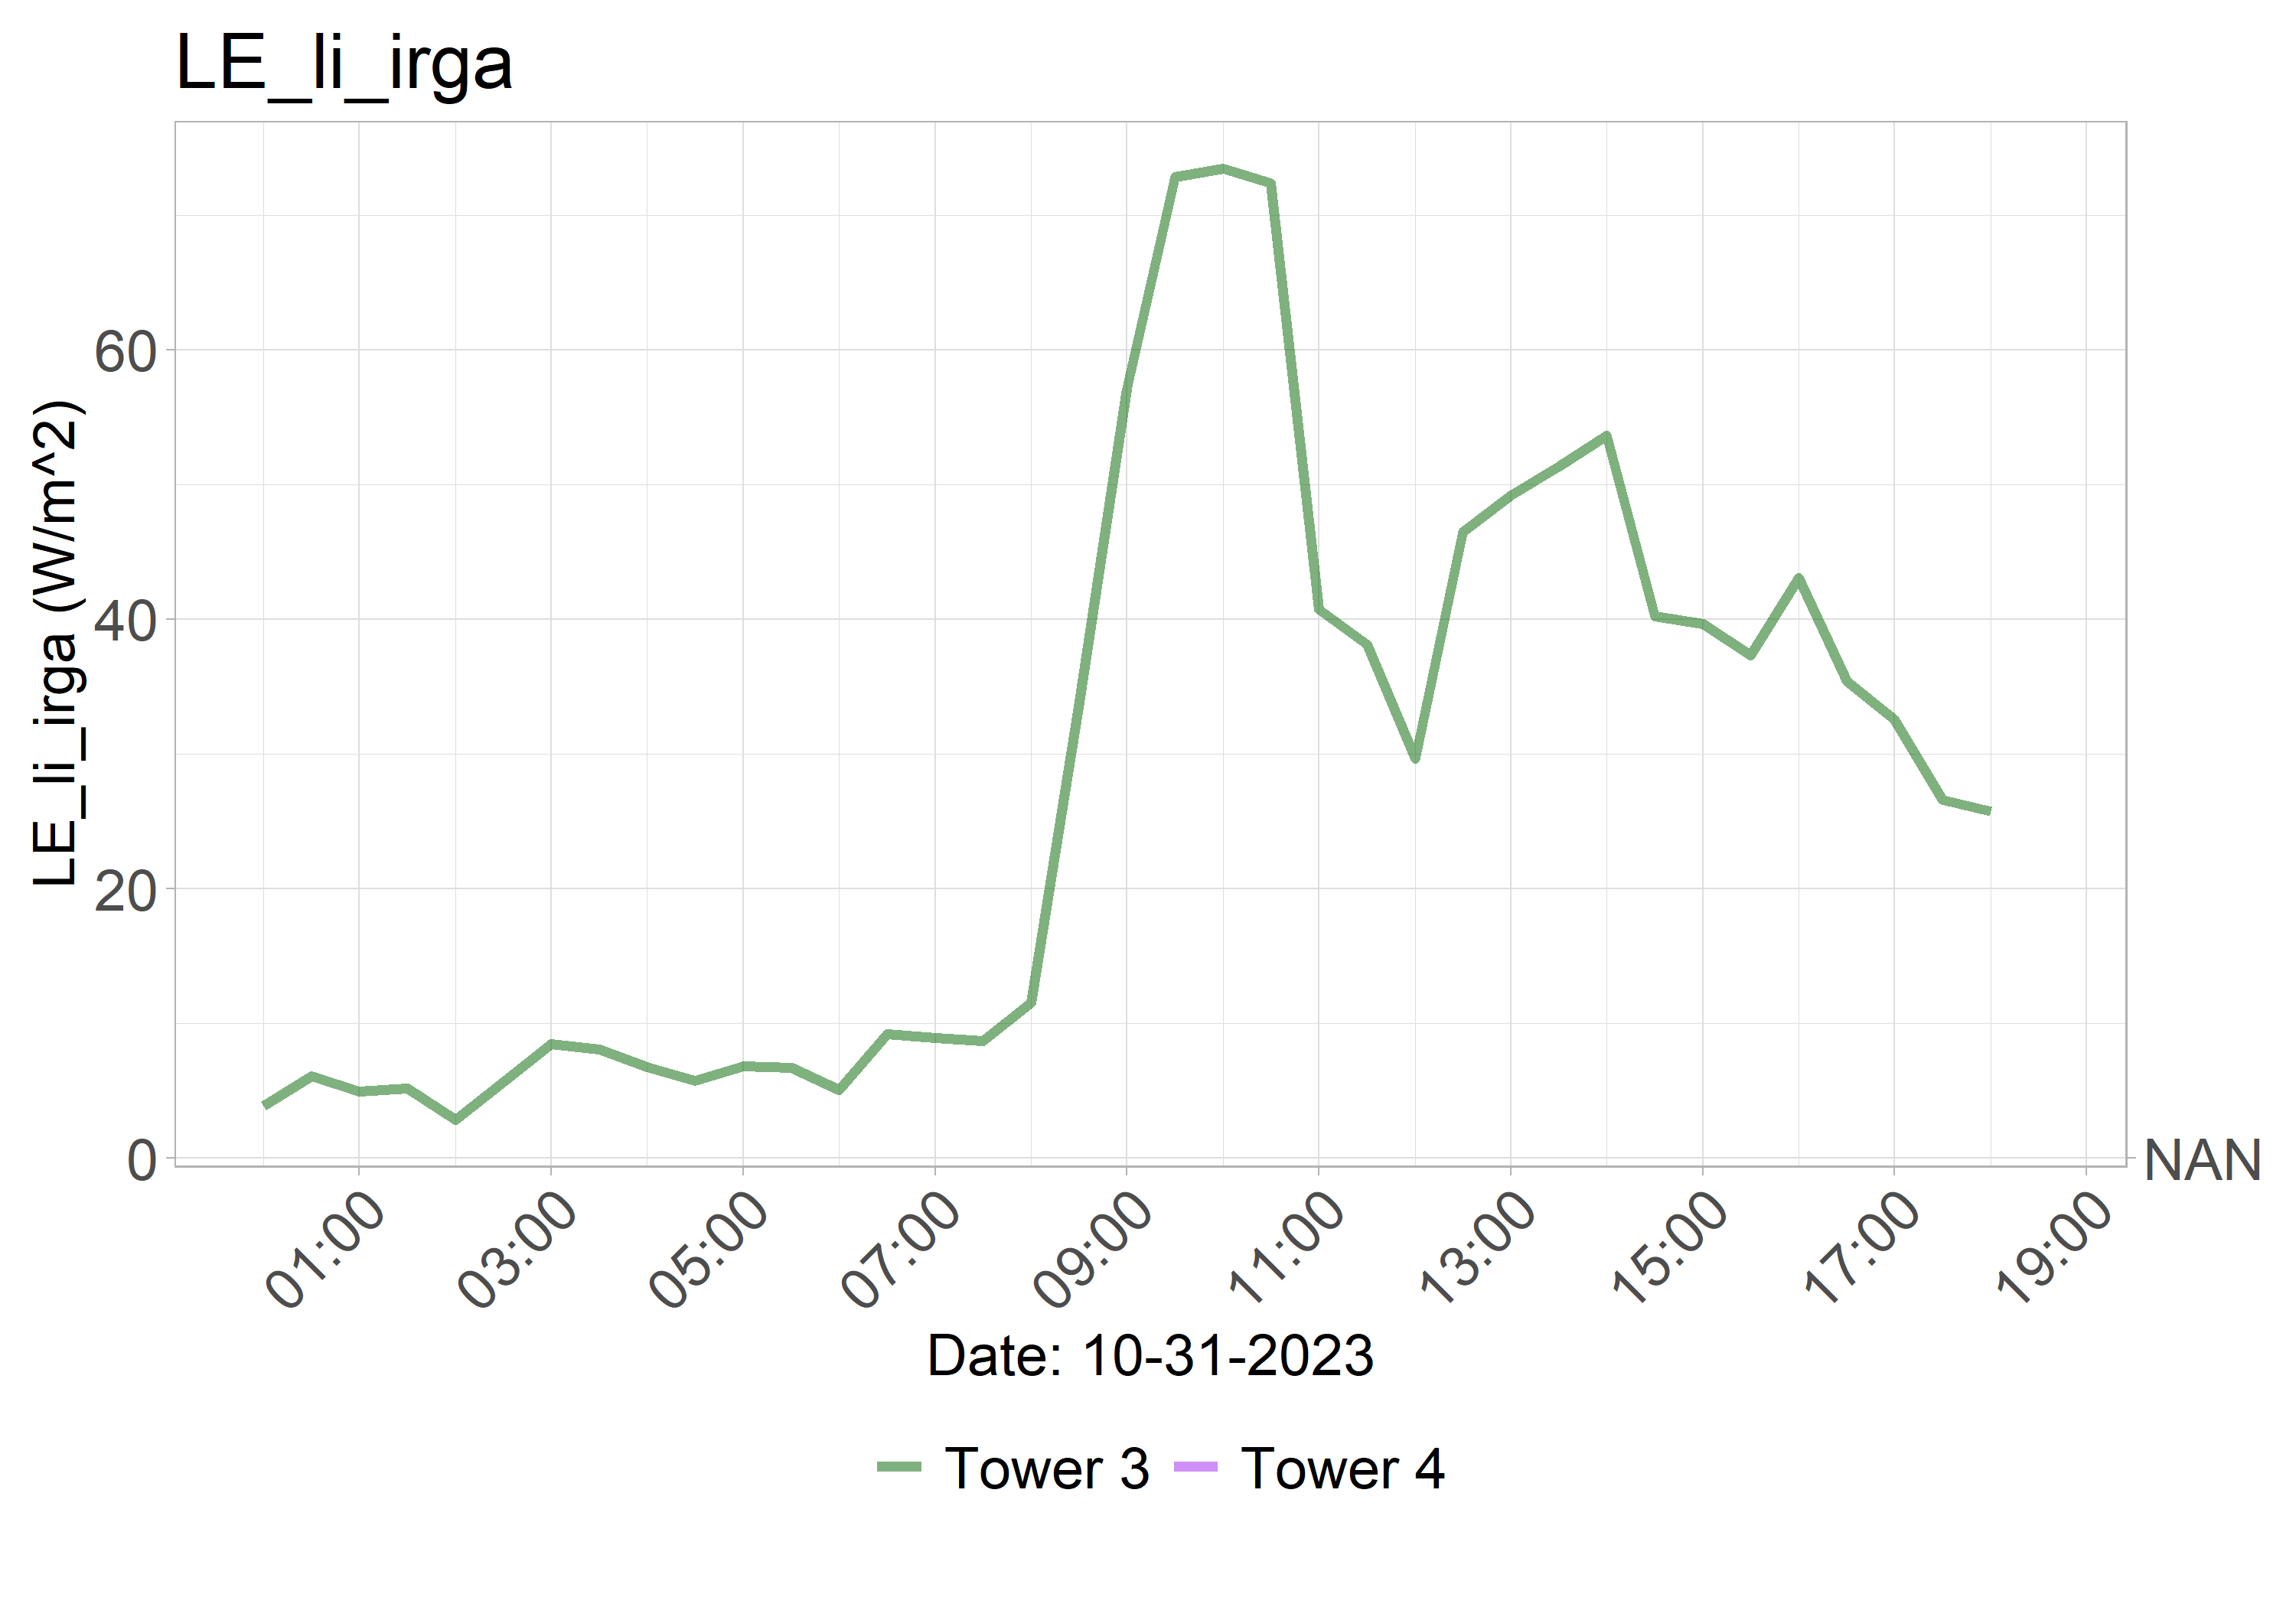 LE_li_irga
LE_li_irga (W/m^2)
60
40
20
0
NAN
01:00 03:00 05:00 07:00 09:00 11:00 13:00 15:00 17:00 19:00
Date: 10-31-2023
Tower 3 Tower 4